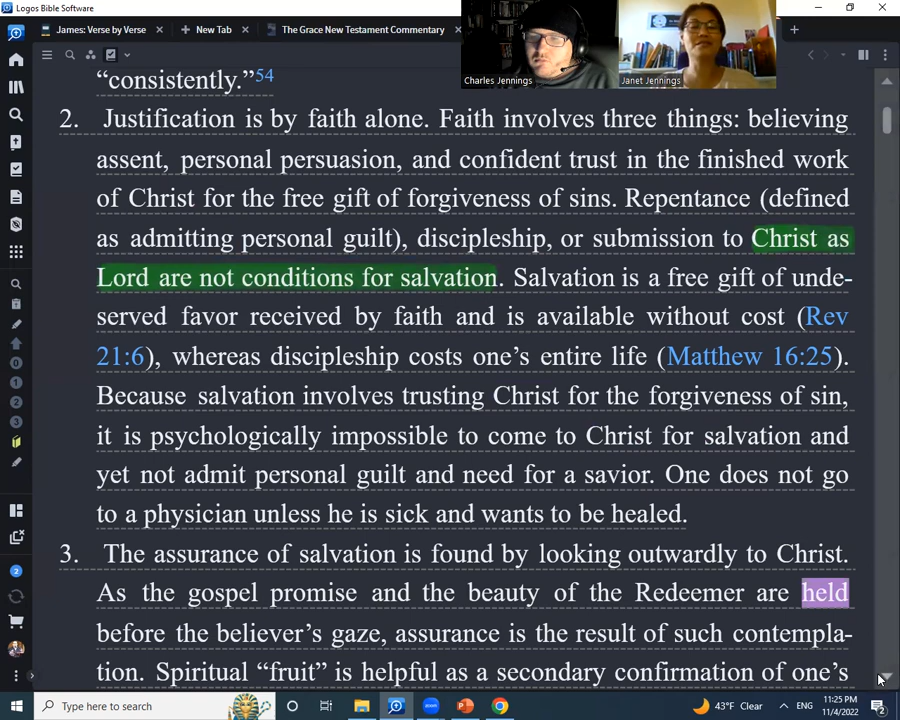 Logos Bible Software
James: Verse by Verse
New Tab
The Grace New Testament Commentary
Charles Jennings
Janet Jennings
“consistently.”54
2. Justification is by faith alone. Faith involves three things: believing
assent, personal persuasion, and confident trust in the finished work
of Christ for the free gift of forgiveness of sins. Repentance (defined
as admitting personal guilt), discipleship, or submission to Christ as
Lord are not conditions for salvation. Salvation is a free gift of unde-
served favor received by faith and is available without cost (Rev
21:6), whereas discipleship costs one’s entire life (Matthew 16:25).
Because salvation involves trusting Christ for the forgiveness of sin,
it is psychologically impossible to come to Christ for salvation and
yet not admit personal guilt and need for a savior. One does not go
to a physician unless he is sick and wants to be healed.
3. The assurance of salvation is found by looking outwardly to Christ.
As the gospel promise and the beauty of the Redeemer are held
before the believer’s gaze, assurance is the result of such contempla-
tion. Spiritual “fruit” is helpful as a secondary confirmation of one’s
0
1
2
3
2
Type here to search
43°F Clear
ENG
11:25 PM
11/4/2022
2